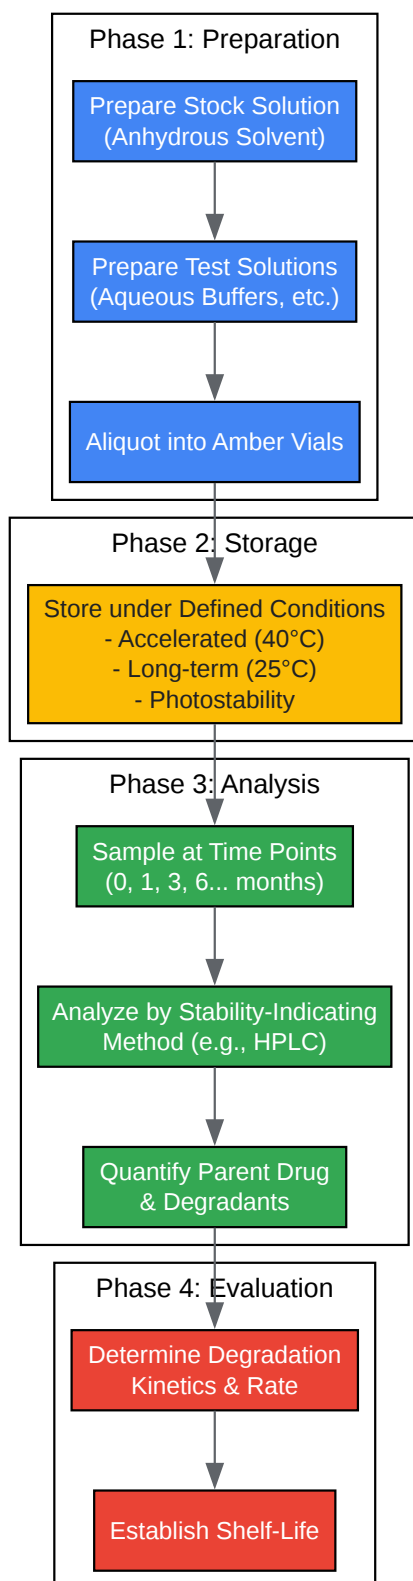 Phase 1: Preparation
Prepare Stock Solution
(Anhydrous Solvent)
Prepare Test Solutions
(Aqueous Buffers, etc.)
Aliquot into Amber Vials
Phase 2: Storage
Store under Defined Conditions
- Accelerated (40°C)
- Long-term (25°C)
- Photostability
Phase 3: Analysis
Sample at Time Points
(0, 1, 3, 6... months)
Analyze by Stability-Indicating
Method (e.g., HPLC)
Quantify Parent Drug
& Degradants
Phase 4: Evaluation
Determine Degradation
Kinetics & Rate
Establish Shelf-Life